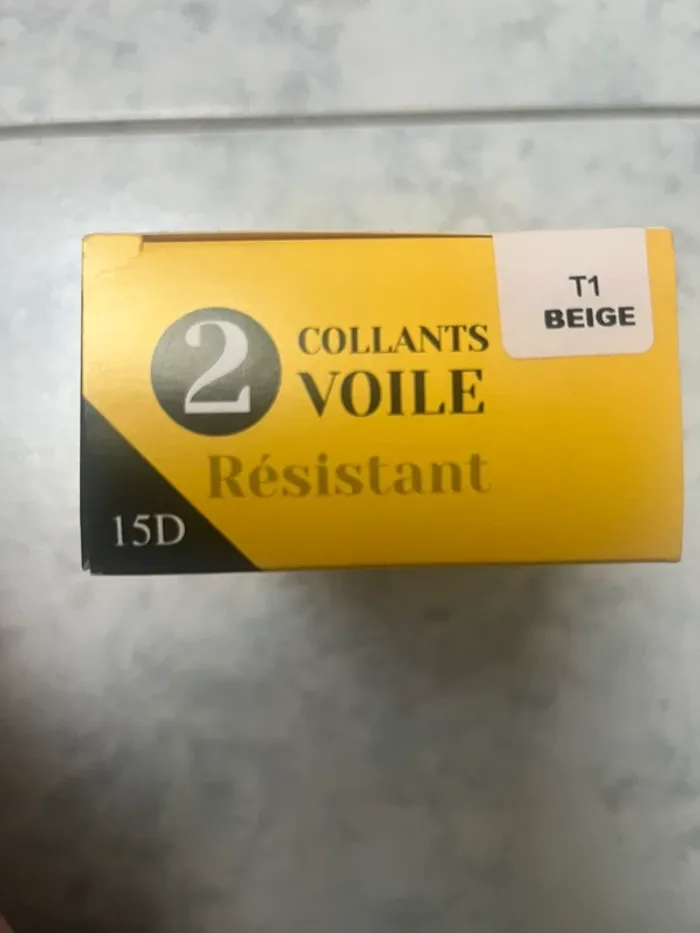 2
COLLANTS
VOILE
Résistant
15D
T1
BEIGE